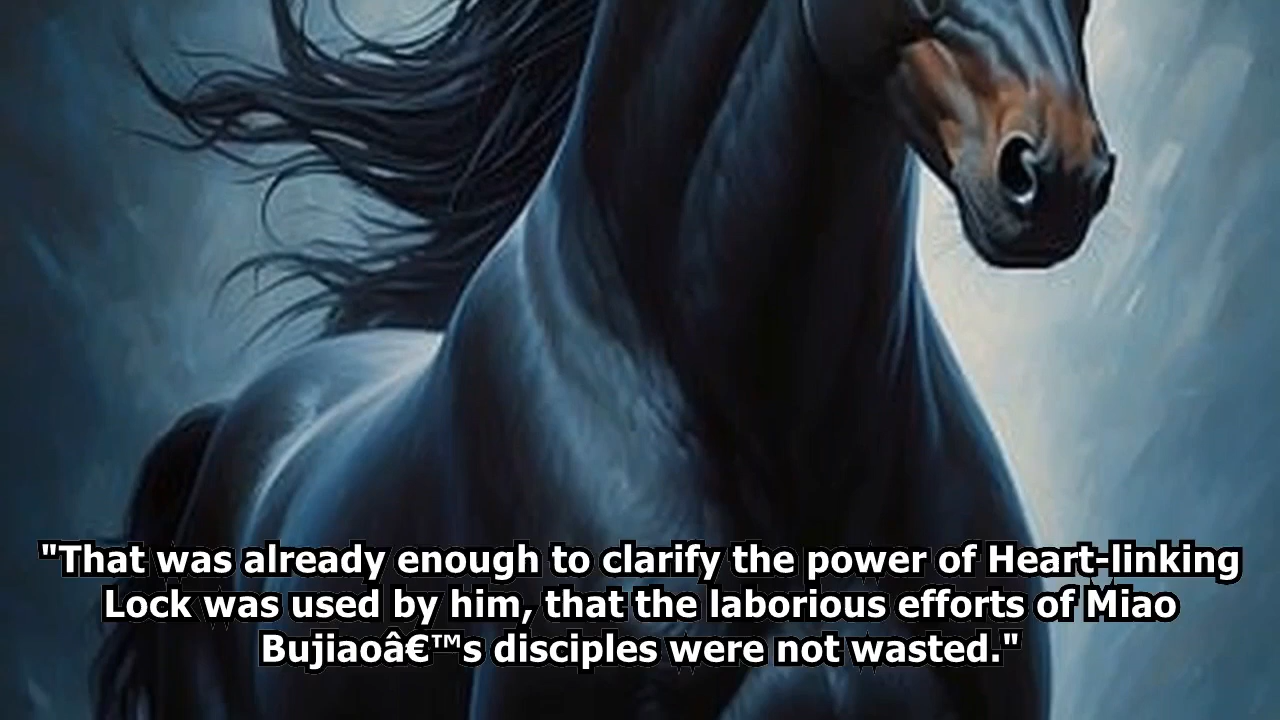 "That was already enough to clarify the power of Heart-linking
Lock was used by him, that the laborious efforts of Miao
Bujiaoâ€™s disciples were not wasted."